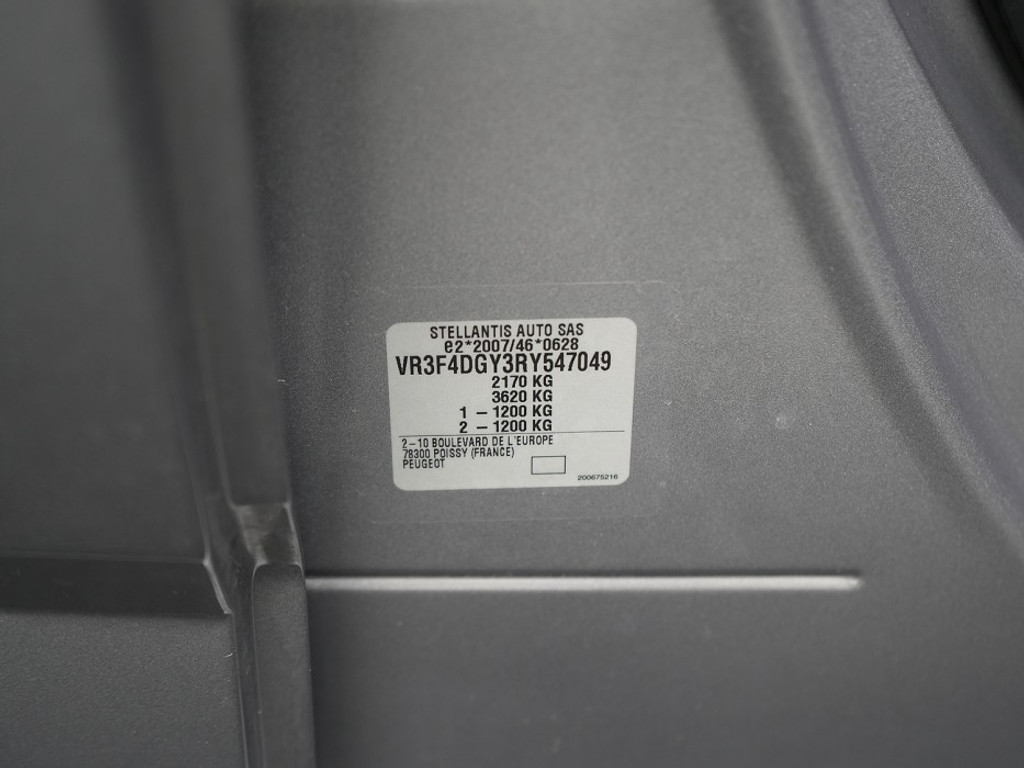 STELLANTIS AUTO SAS
e2*2007/46*0628
VR3F4DGY3RY547049
2170 KG
3620 KG
1 – 1200 KG
2 – 1200 KG
2–10 BOULEVARD DE L'EUROPE
78300 POISSY (FRANCE)
PEUGEOT
200675216